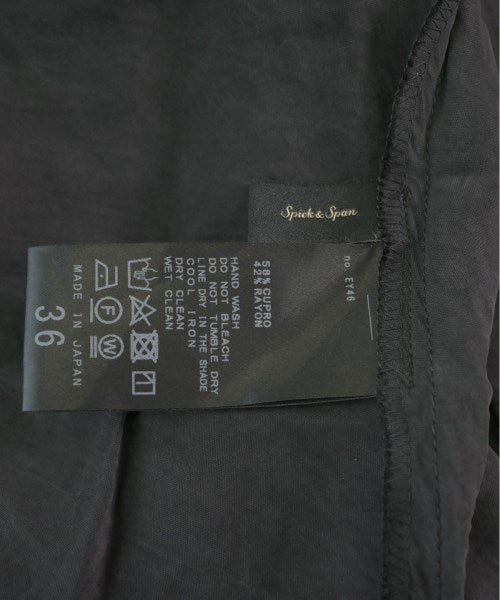 Spick & Span
no. EY46
58% CUPRO
42% RAYON
HAND WASH
DO NOT BLEACH
DO NOT TUMBLE DRY
LINE DRY IN THE SHADE
COOL IRON
DRY CLEAN
WET CLEAN
F
W
MADE IN JAPAN
36